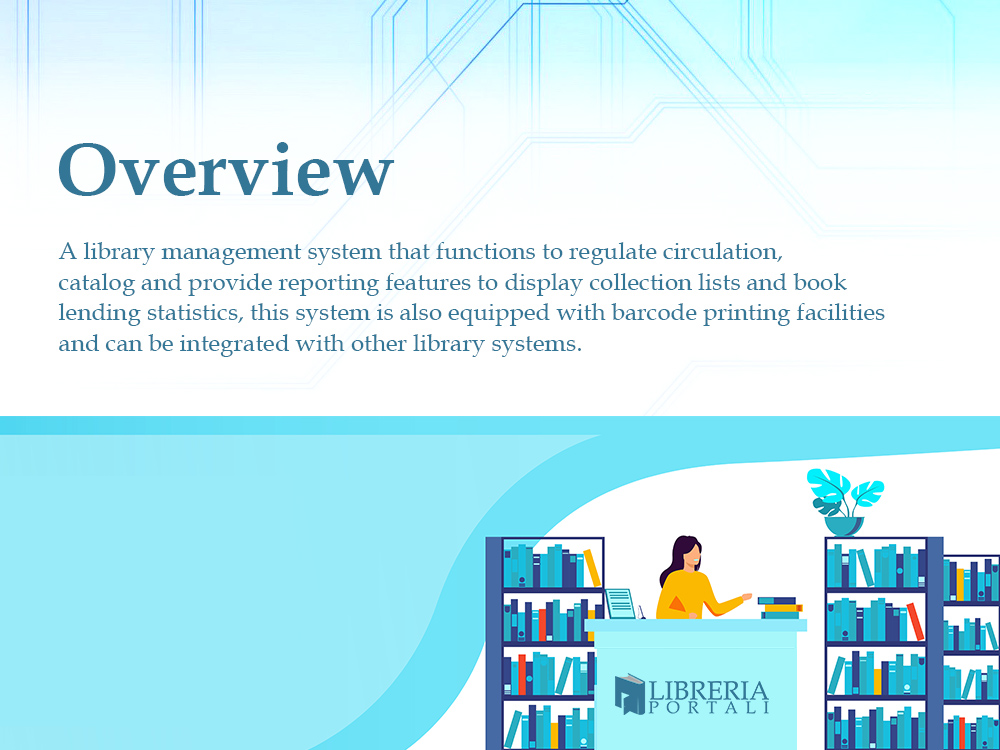 Overview
A library management system that functions to regulate circulation,
catalog and provide reporting features to display collection lists and book
lending statistics, this system is also equipped with barcode printing facilities
and can be integrated with other library systems.
LIBRERIA
PORTALI